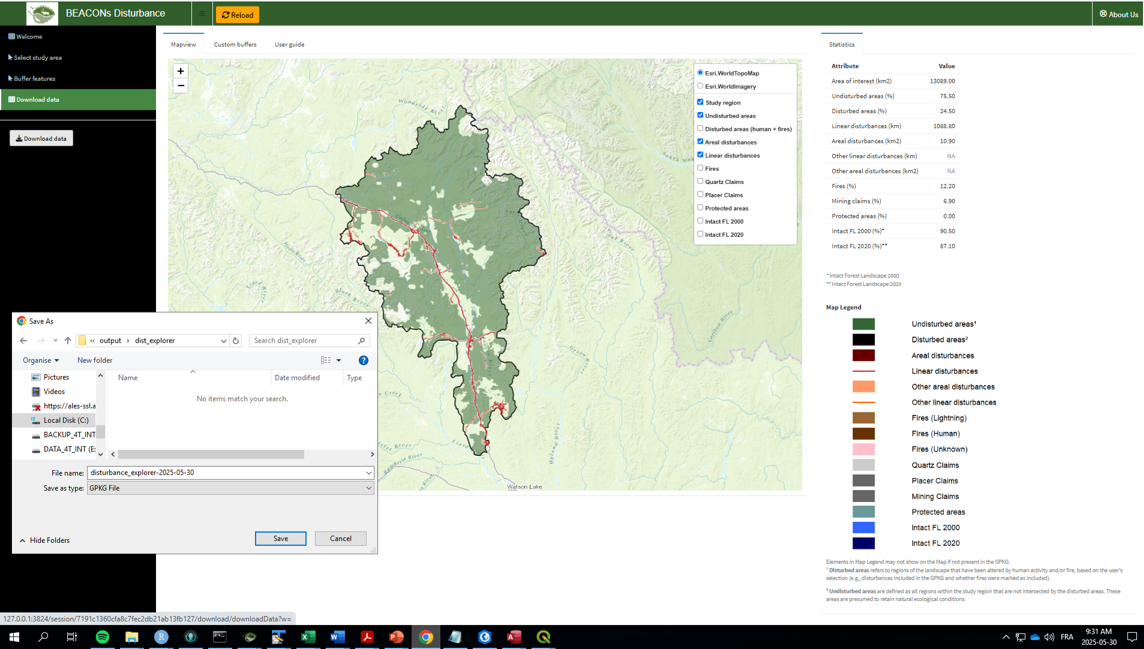 BEACONs Disturbance
Reload
About Us
Welcome
Select study area
Buffer features
Download data
Download data
Mapview
Custom buffers
User guide
+
−
Esri.WorldTopoMap
Esri.WorldImagery
Study region
Undisturbed areas
Disturbed areas (human + fires)
Areal disturbances
Linear disturbances
Fires
Quartz Claims
Placer Claims
Protected areas
Intact FL 2000
Intact FL 2020
Watson Lake
Statistics
Attribute Value
Area of interest (km2) 13089.00
Undisturbed areas (%) 75.50
Disturbed areas (%) 24.50
Linear disturbances (km) 1088.80
Areal disturbances (km2) 10.90
Other linear disturbances (km) NA
Other areal disturbances (km2) NA
Fires (%) 12.20
Mining claims (%) 6.90
Protected areas (%) 0.00
Intact FL 2000 (%)* 90.50
Intact FL 2020 (%)** 87.10
* Intact Forest Landscape 2000
** Intact Forest Landscape 2020
Map Legend
Undisturbed areas¹
Disturbed areas²
Areal disturbances
Linear disturbances
Other areal disturbances
Other linear disturbances
Fires (Lightning)
Fires (Human)
Fires (Unknown)
Quartz Claims
Placer Claims
Mining Claims
Protected areas
Intact FL 2000
Intact FL 2020
Elements in Map Legend may not show on the Map if not present in the GPKG.
¹ Disturbed areas refers to regions of the landscape that have been altered by human activity and/or fire, based on the user's
selection (e.g., disturbances included in the GPKG and whether fires were marked as included).
Undisturbed areas are defined as all regions within the study region that are not intersected by the disturbed areas. These
areas are presumed to retain natural ecological conditions.
Save As
« output › dist_explorer
Search dist_explorer
Organise
New folder
Name
Date modified
Type
No items match your search.
Pictures
Videos
https://ales-ssl.a
Local Disk (C:)
BACKUP_4T_INT
DATA_4T_INT (E:
File name: disturbance_explorer-2025-05-30
Save as type: GPKG File
Hide Folders
Save
Cancel
127.0.0.1:3824/session/7191c1360cfa8c7fec2db21ab13fb127/download/downloadData?w=
FRA
9:31 AM
2025-05-30